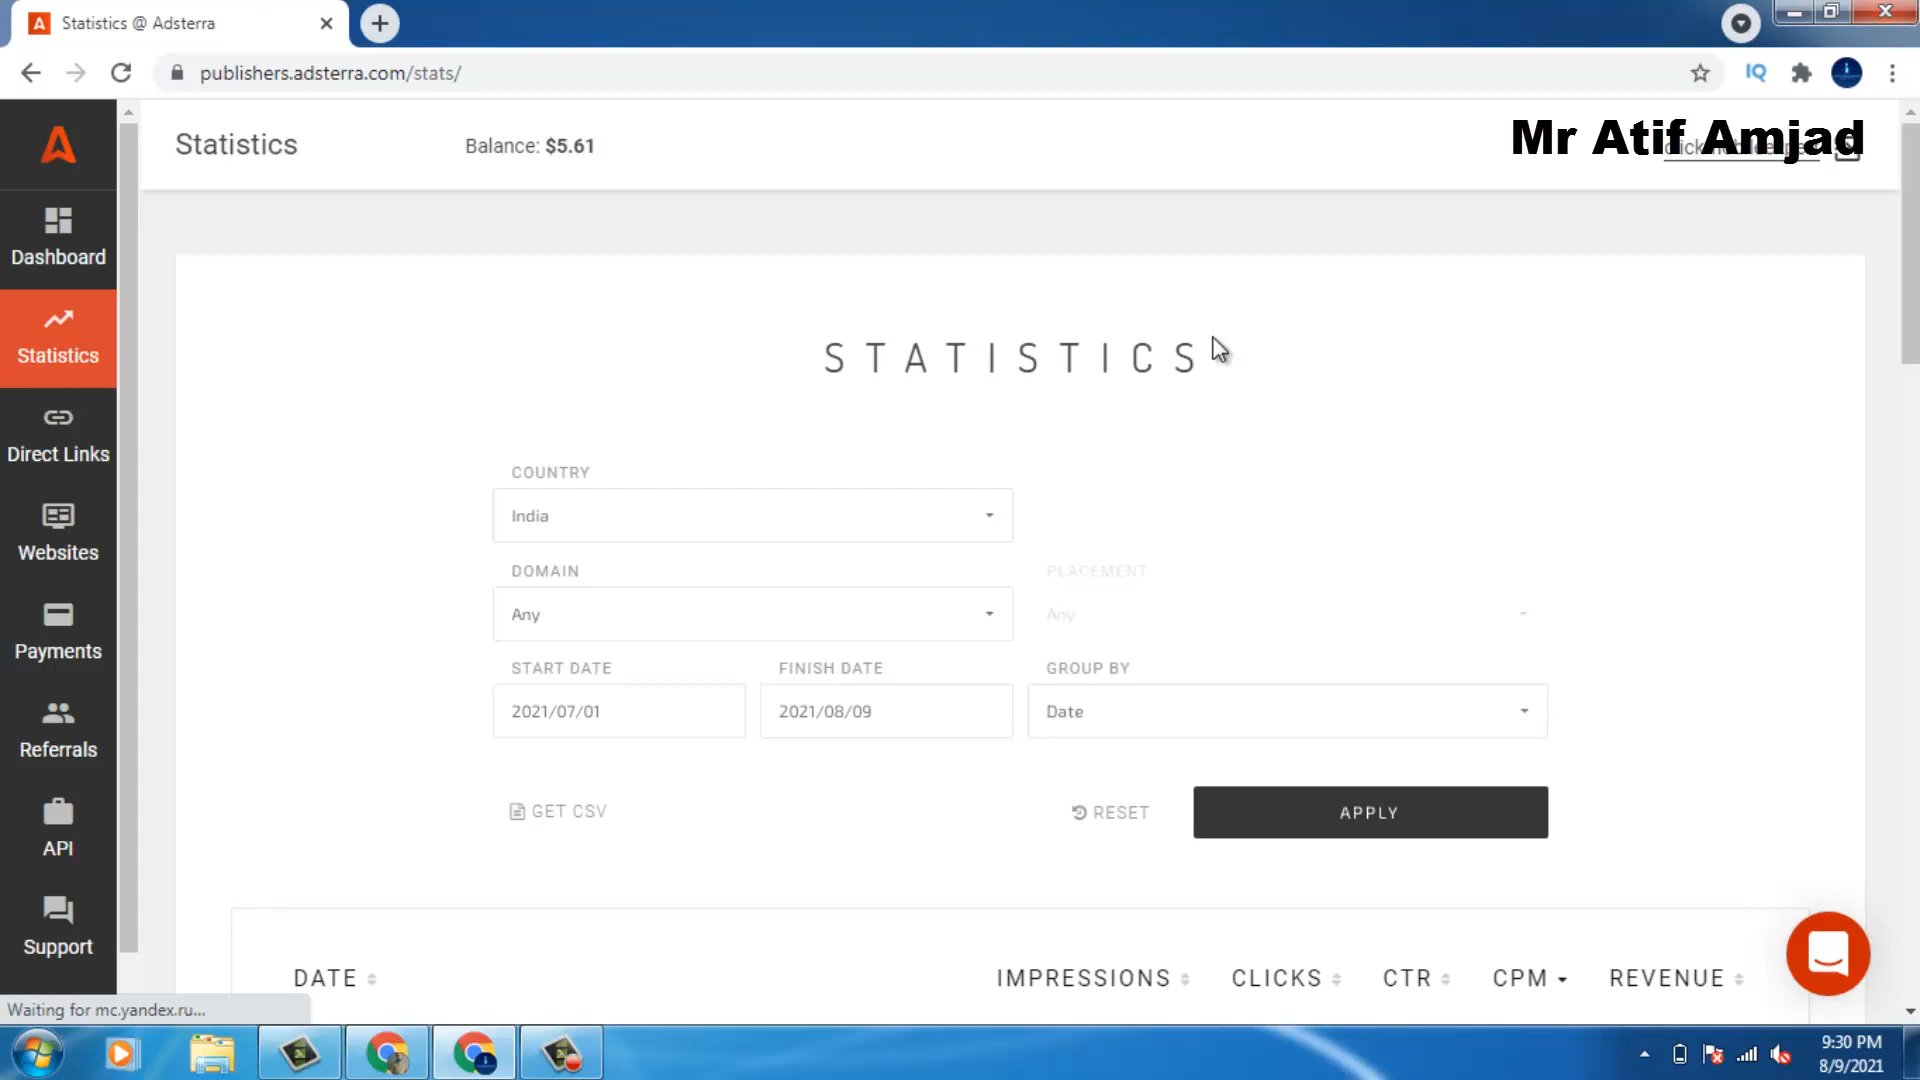 Statistics @ Adsterra
publishers.adsterra.com/stats/
IQ
Statistics
Balance: $5.61
Mr Atif Amjad
Dashboard
Statistics
Direct Links
Websites
Payments
Referrals
API
Support
STATISTICS
COUNTRY
India
DOMAIN
PLACEMENT
Any
Any
START DATE
FINISH DATE
GROUP BY
2021/07/01
2021/08/09
Date
GET CSV
RESET
APPLY
DATE
IMPRESSIONS
CLICKS
CTR
CPM
REVENUE
Waiting for mc.yandex.ru...
9:30 PM
8/9/2021